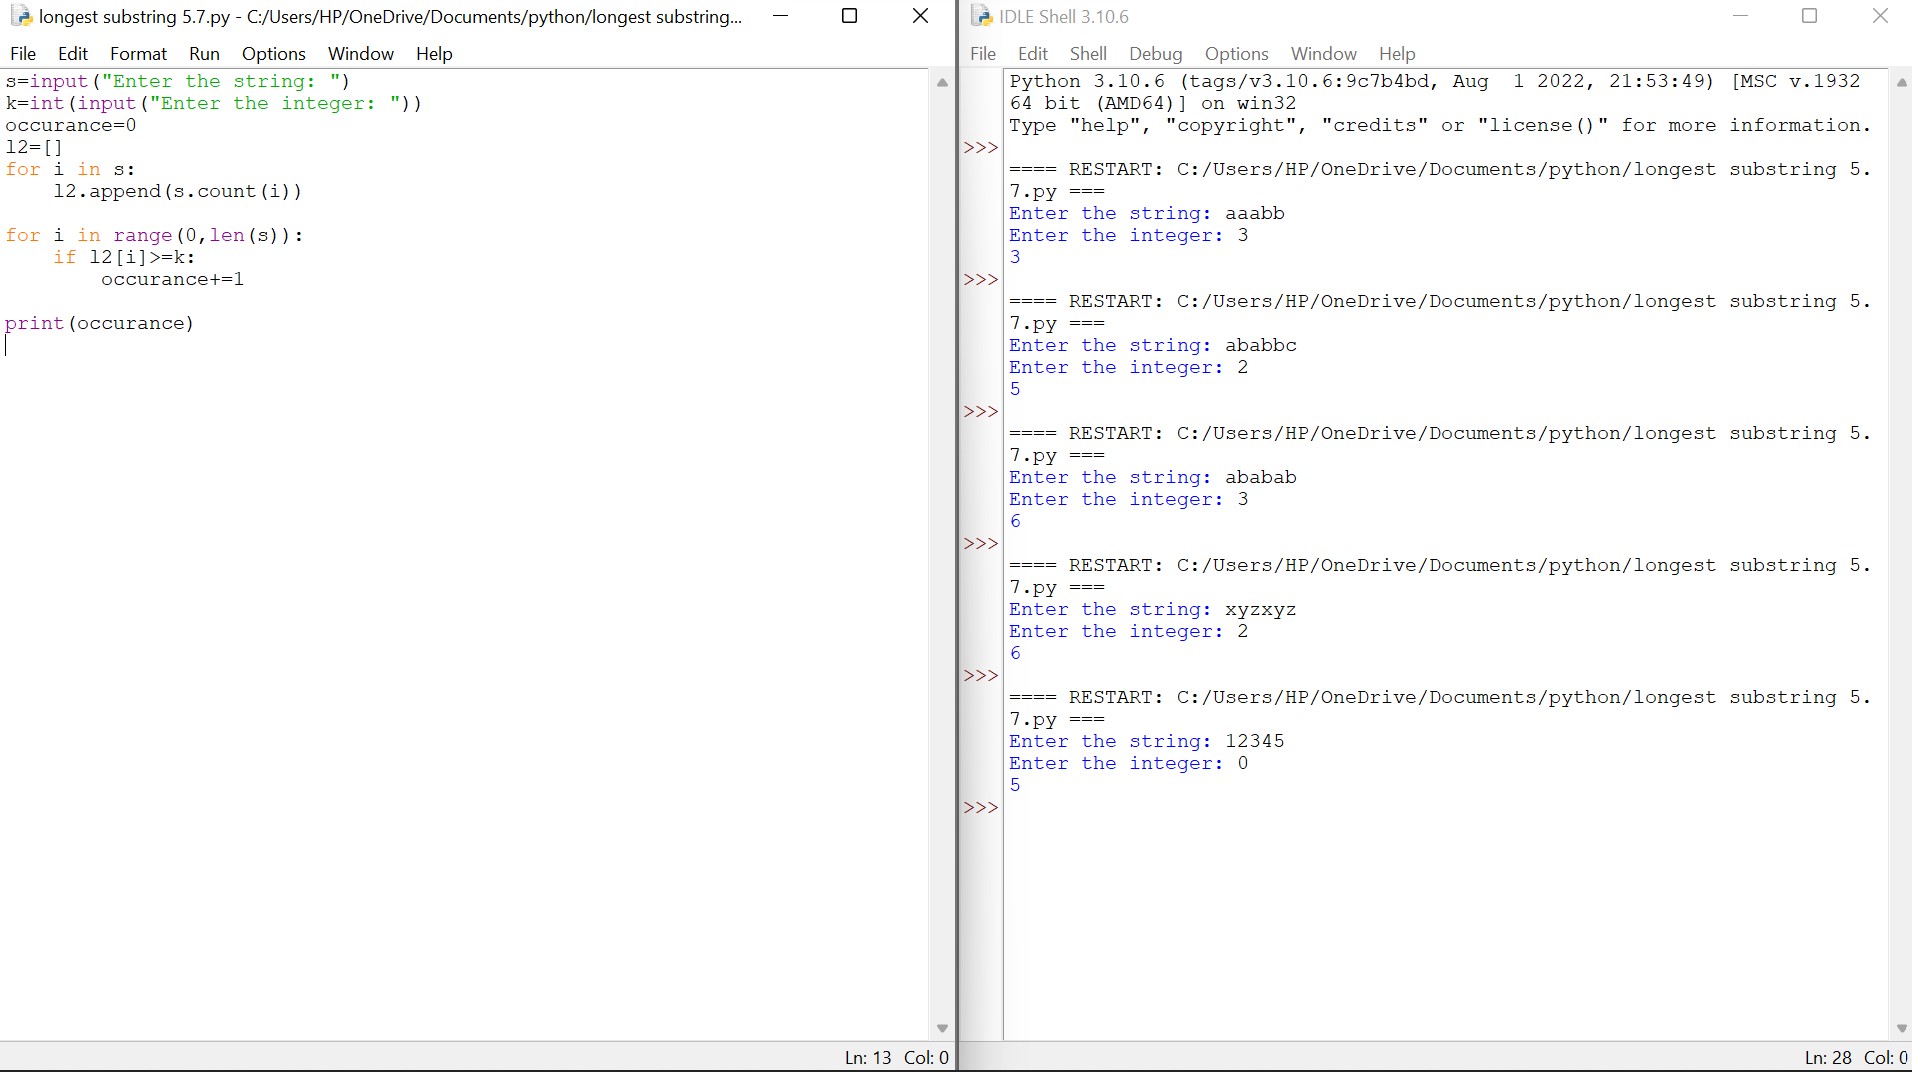 longest substring 5.7.py - C:/Users/HP/OneDrive/Documents/python/longest substring...
File Edit Format Run Options Window Help
s=input("Enter the string: ")
k=int(input("Enter the integer: "))
occurance=0
l2=[]
for i in s:
    l2.append(s.count(i))

for i in range(0,len(s)):
    if l2[i]>=k:
        occurance+=1

print(occurance)
Ln: 13 Col: 0
IDLE Shell 3.10.6
File Edit Shell Debug Options Window Help
Python 3.10.6 (tags/v3.10.6:9c7b4bd, Aug  1 2022, 21:53:49) [MSC v.1932
64 bit (AMD64)] on win32
Type "help", "copyright", "credits" or "license()" for more information.
>>>
==== RESTART: C:/Users/HP/OneDrive/Documents/python/longest substring 5.
7.py ===
Enter the string: aaabb
Enter the integer: 3
3
>>>
==== RESTART: C:/Users/HP/OneDrive/Documents/python/longest substring 5.
7.py ===
Enter the string: ababbc
Enter the integer: 2
5
>>>
==== RESTART: C:/Users/HP/OneDrive/Documents/python/longest substring 5.
7.py ===
Enter the string: ababab
Enter the integer: 3
6
>>>
==== RESTART: C:/Users/HP/OneDrive/Documents/python/longest substring 5.
7.py ===
Enter the string: xyzxyz
Enter the integer: 2
6
>>>
==== RESTART: C:/Users/HP/OneDrive/Documents/python/longest substring 5.
7.py ===
Enter the string: 12345
Enter the integer: 0
5
>>>
Ln: 28 Col: 0